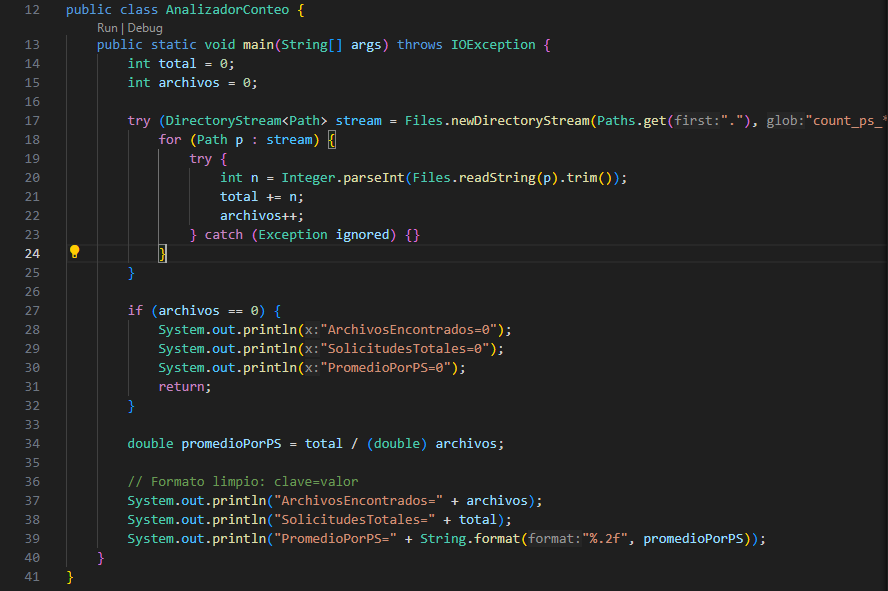 12 public class AnalizadorConteo {
Run | Debug
13 public static void main(String[] args) throws IOException {
14 int total = 0;
15 int archivos = 0;
16
17 try (DirectoryStream<Path> stream = Files.newDirectoryStream(Paths.get(first:"."), glob:"count_ps_*
18 for (Path p : stream) {
19 try {
20 int n = Integer.parseInt(Files.readString(p).trim());
21 total += n;
22 archivos++;
23 } catch (Exception ignored) {}
24 }
25 }
26
27 if (archivos == 0) {
28 System.out.println(x:"ArchivosEncontrados=0");
29 System.out.println(x:"SolicitudesTotales=0");
30 System.out.println(x:"PromedioPorPS=0");
31 return;
32 }
33
34 double promedioPorPS = total / (double) archivos;
35
36 // Formato limpio: clave=valor
37 System.out.println("ArchivosEncontrados=" + archivos);
38 System.out.println("SolicitudesTotales=" + total);
39 System.out.println("PromedioPorPS=" + String.format(format:"%.2f", promedioPorPS));
40 }
41 }